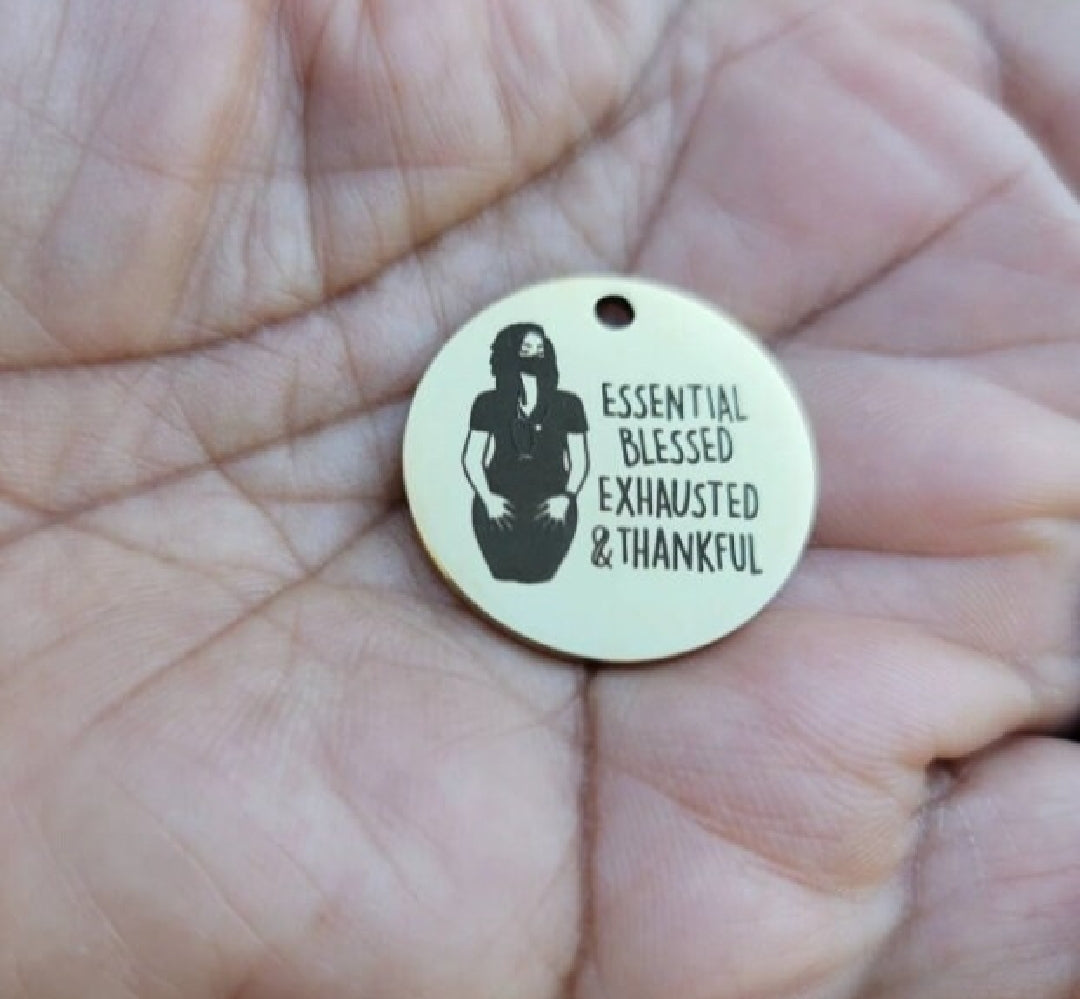 ESSENTIAL
BLESSED
EXHAUSTED
& THANKFUL